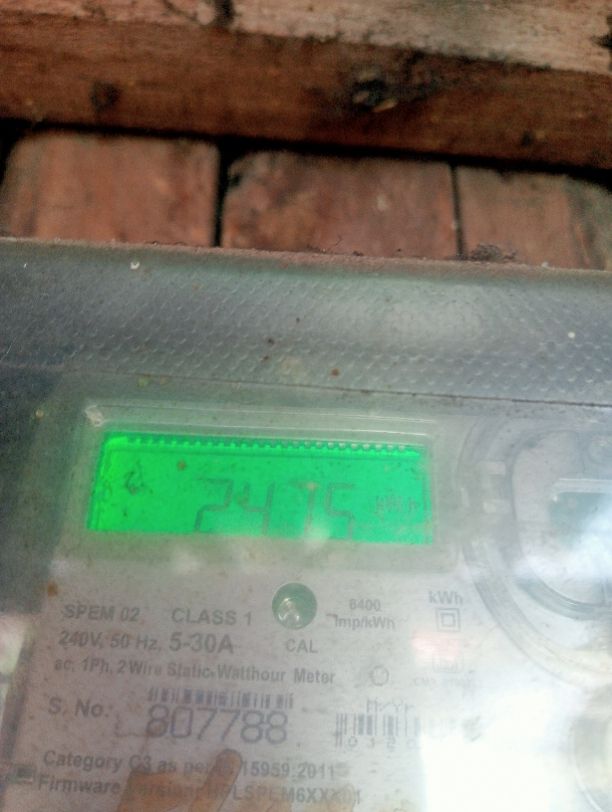 2475 kWh
SPEM 02 CLASS 1 6400 kWh
240V, 50 Hz, 5-30A CAL Imp/kWh
ac, 1Ph, 2 Wire Static Watthour Meter
S. No. 807788 M/Yr
Category C3 as per 15959:2011
Firmware